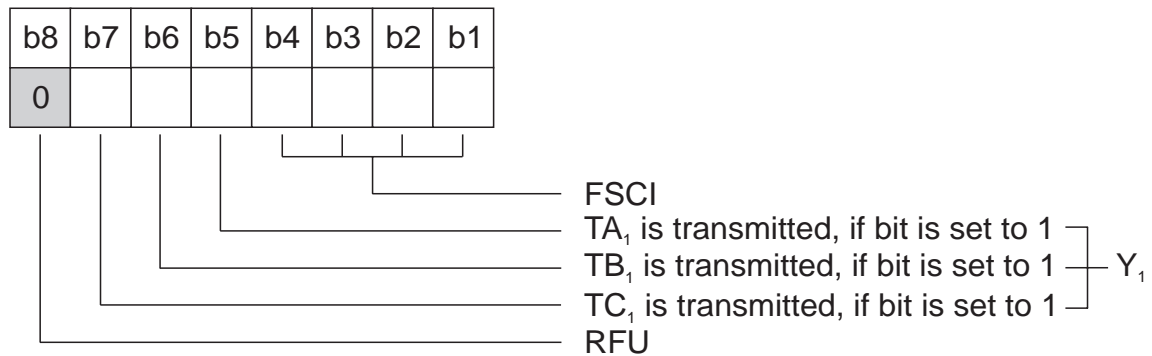 b8 b7 b6 b5 b4 b3 b2 b1
0
FSCI
TA₁ is transmitted, if bit is set to 1
TB₁ is transmitted, if bit is set to 1 Y₁
TC₁ is transmitted, if bit is set to 1
RFU